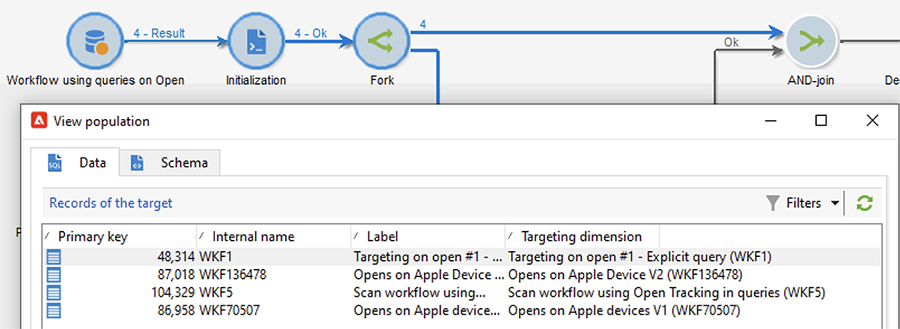 4 - Result
4 - Ok
4
Ok
Workflow using queries on Open
Initialization
Fork
AND-join
De
View population
Data
Schema
Records of the target
Filters
Primary key
Internal name
Label
Targeting dimension
48,314 WKF1 Targeting on open #1 - ... Targeting on open #1 - Explicit query (WKF1)
87,018 WKF136478 Opens on Apple Device ... Opens on Apple Device V2 (WKF136478)
104,329 WKF5 Scan workflow using... Scan workflow using Open Tracking in queries (WKF5)
86,958 WKF70507 Opens on Apple device... Opens on Apple devices V1 (WKF70507)